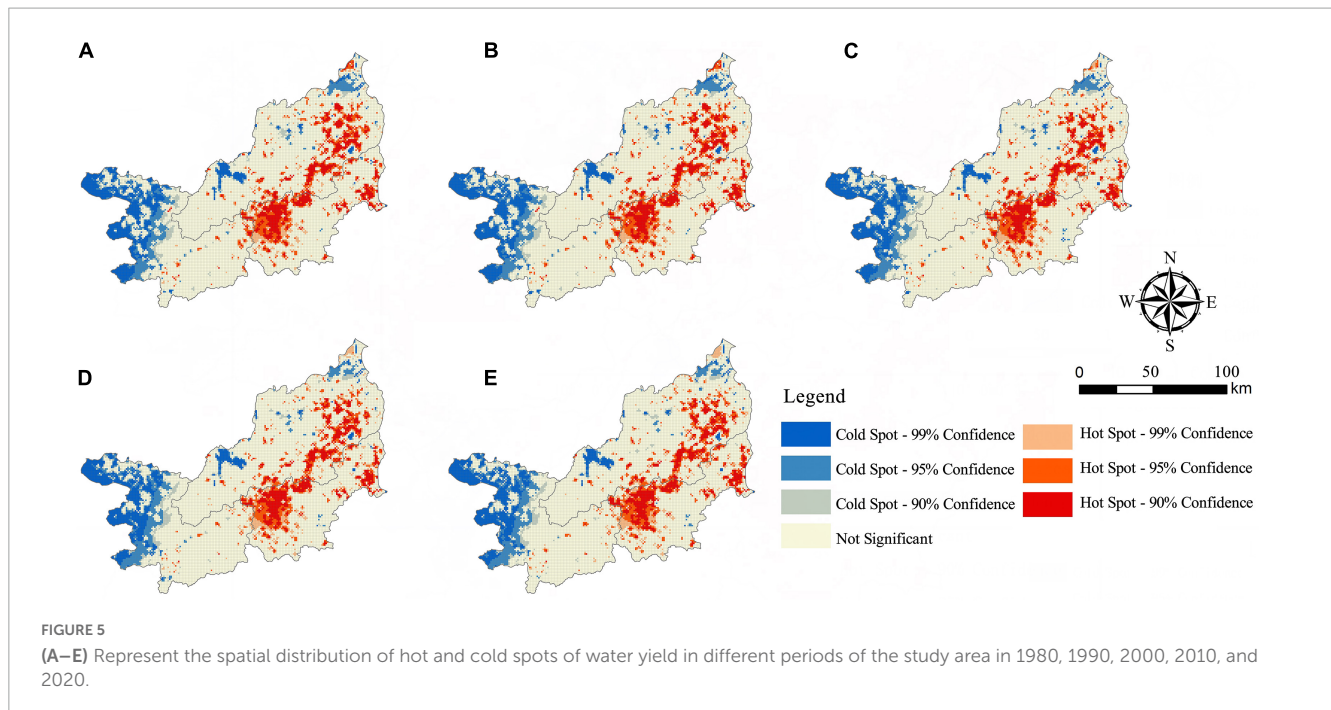 A
B
C
N
W E
S
D
E
0 50 100
km
Legend
Cold Spot - 99% Confidence
Hot Spot - 99% Confidence
Cold Spot - 95% Confidence
Hot Spot - 95% Confidence
Cold Spot - 90% Confidence
Hot Spot - 90% Confidence
Not Significant
FIGURE 5
(A–E) Represent the spatial distribution of hot and cold spots of water yield in different periods of the study area in 1980, 1990, 2000, 2010, and
2020.